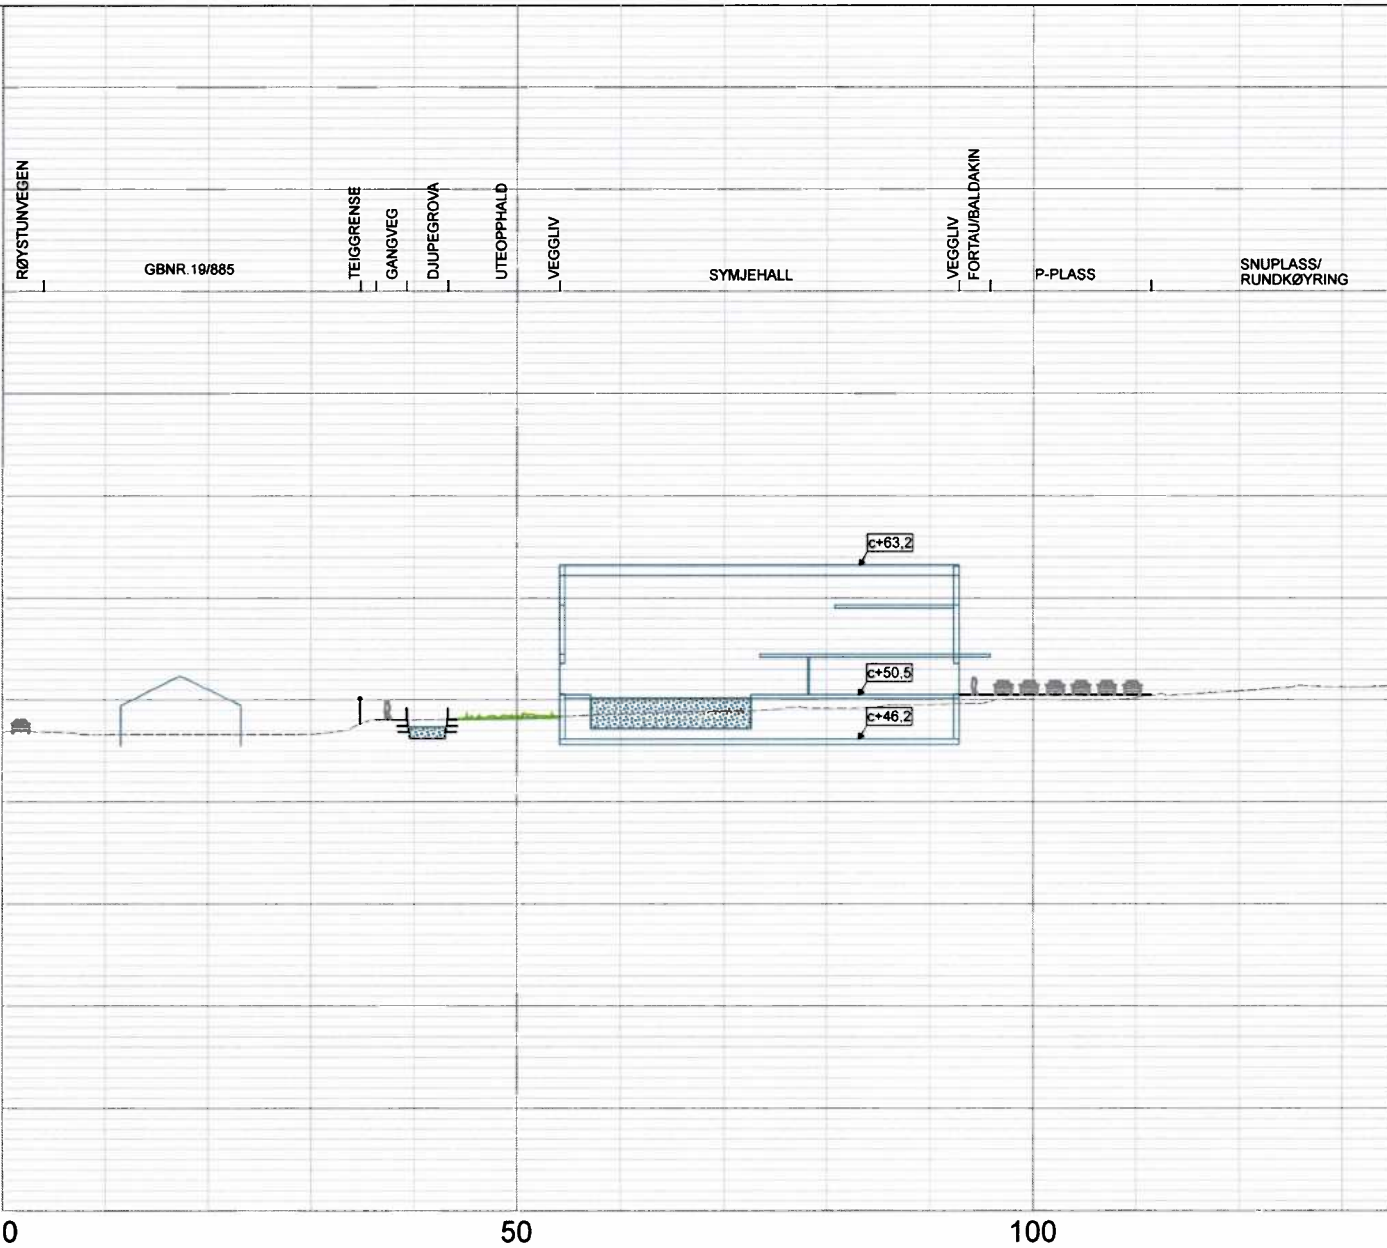 RØYSTUNVEGEN
GBNR.19/885
TEIGGRENSE
GANGVEG
DJUPEGROVA
UTEOPPHALD
VEGGLIV
SYMJEHALL
VEGGLIV
FORTAU/BALDAKIN
P-PLASS
SNUPLASS/
RUNDKØYRING
c+63,2
c+50,5
c+46,2
0
50
100